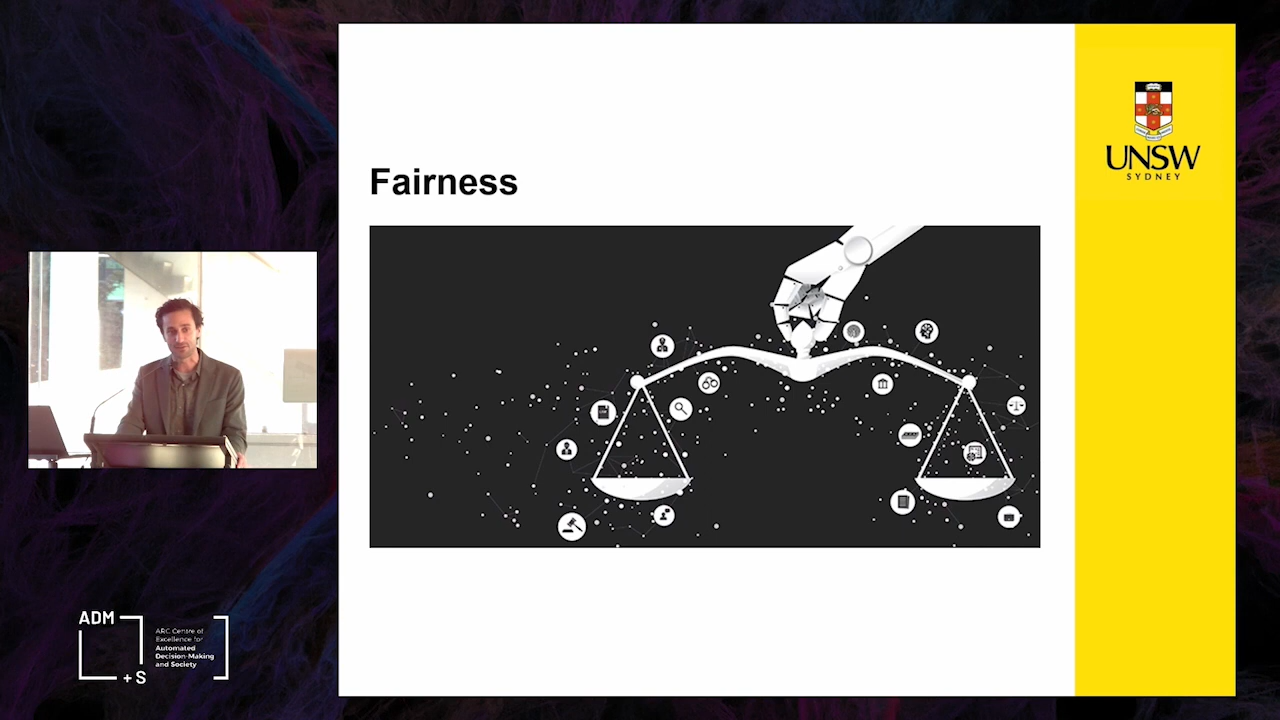 Fairness
UNSW
SYDNEY
ADM
+S
ARC Centre of
Excellence for
Automated
Decision-Making
and Society